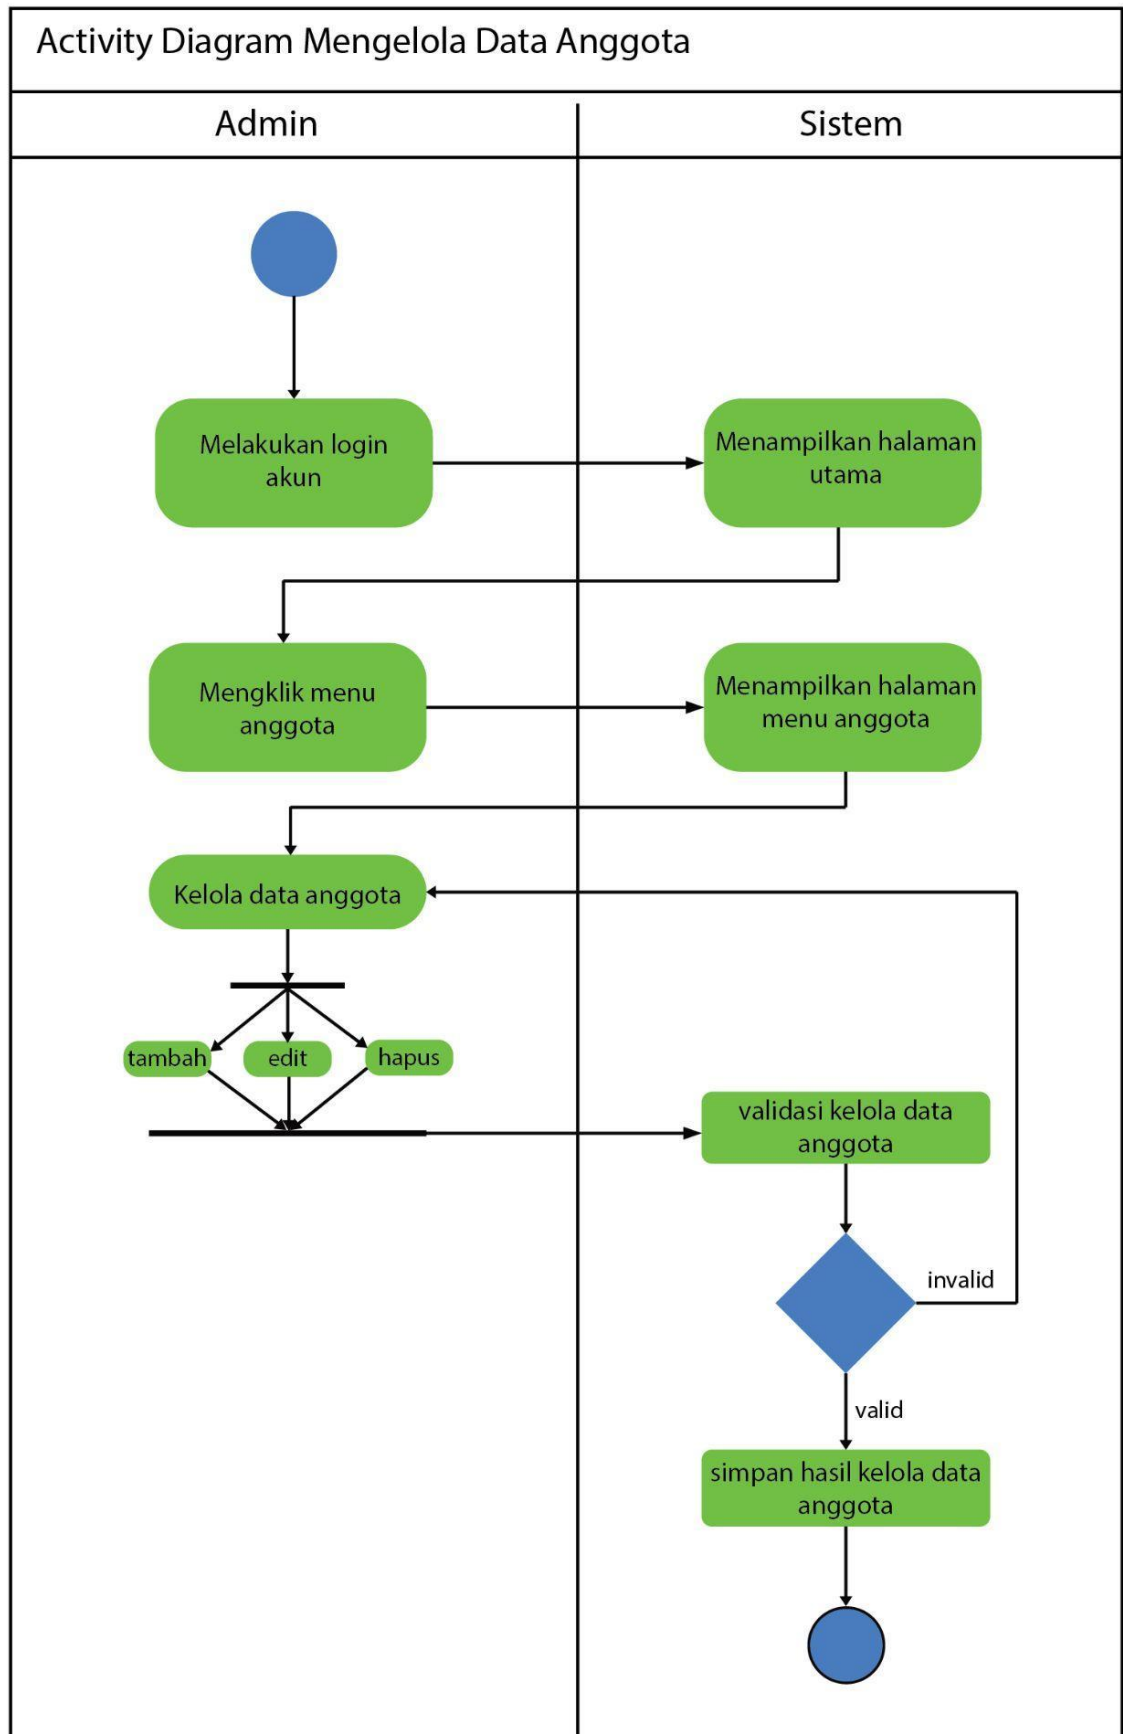 Activity Diagram Mengelola Data Anggota
Admin
Sistem
Melakukan login
akun
Menampilkan halaman
utama
Mengklik menu
anggota
Menampilkan halaman
menu anggota
Kelola data anggota
tambah
edit
hapus
validasi kelola data
anggota
invalid
valid
simpan hasil kelola data
anggota